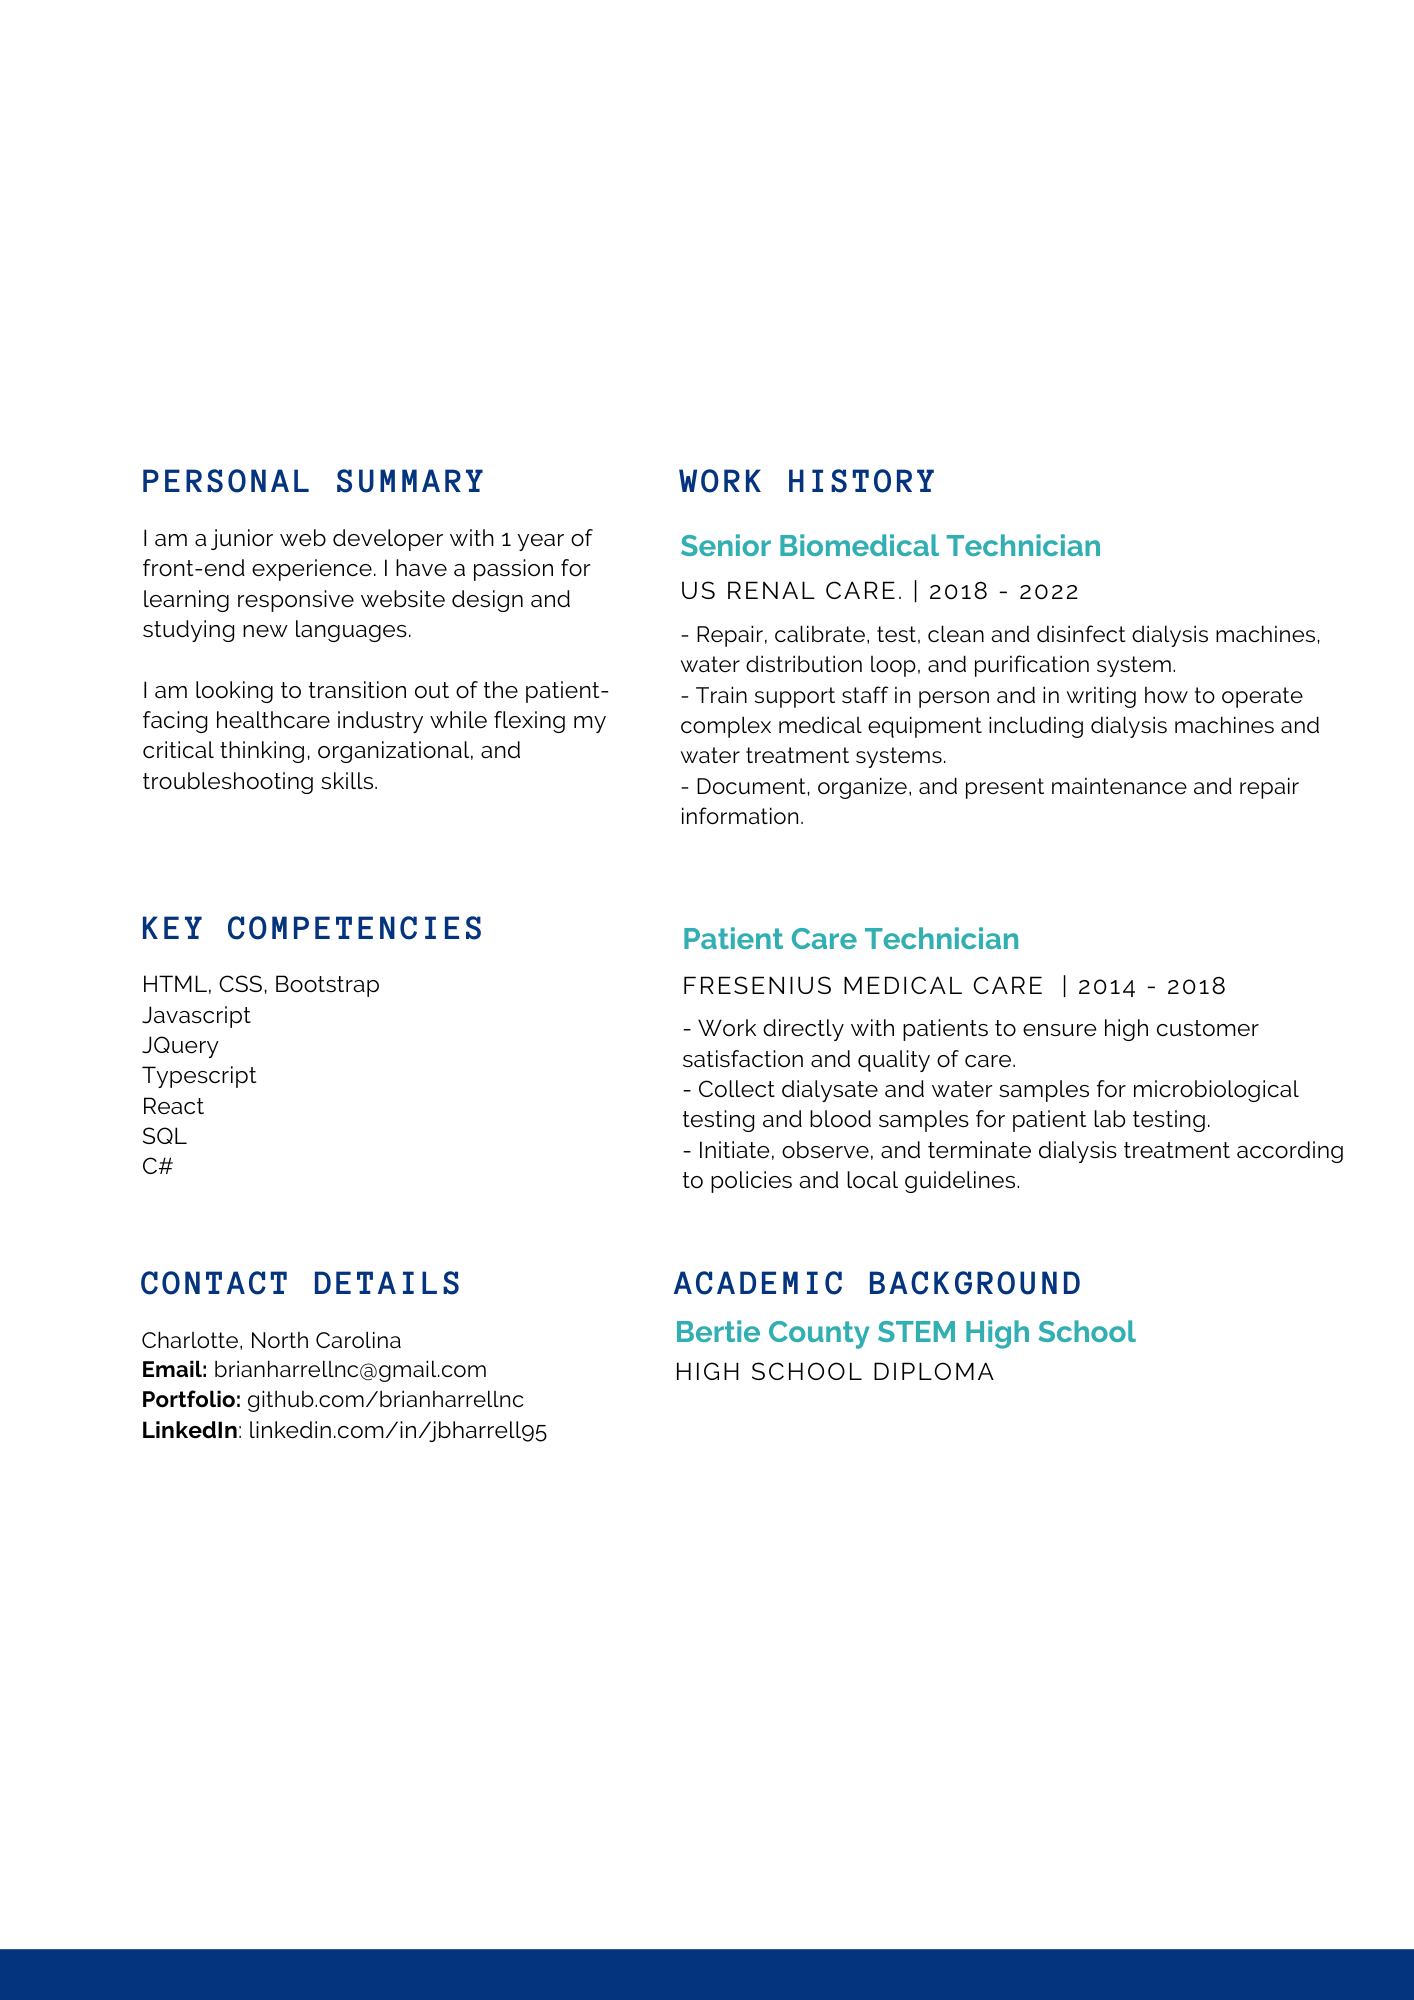 PERSONAL SUMMARY
I am a junior web developer with 1 year of
front-end experience. I have a passion for
learning responsive website design and
studying new languages.
I am looking to transition out of the patient-
facing healthcare industry while flexing my
critical thinking, organizational, and
troubleshooting skills.
KEY COMPETENCIES
HTML, CSS, Bootstrap
Javascript
JQuery
Typescript
React
SQL
C#
CONTACT DETAILS
Charlotte, North Carolina
Email: brianharrellnc@gmail.com
Portfolio: github.com/brianharrellnc
LinkedIn: linkedin.com/in/jbharrell95
WORK HISTORY
Senior Biomedical Technician
US RENAL CARE. | 2018 - 2022
- Repair, calibrate, test, clean and disinfect dialysis machines,
water distribution loop, and purification system.
- Train support staff in person and in writing how to operate
complex medical equipment including dialysis machines and
water treatment systems.
- Document, organize, and present maintenance and repair
information.
Patient Care Technician
FRESENIUS MEDICAL CARE | 2014 - 2018
- Work directly with patients to ensure high customer
satisfaction and quality of care.
- Collect dialysate and water samples for microbiological
testing and blood samples for patient lab testing.
- Initiate, observe, and terminate dialysis treatment according
to policies and local guidelines.
ACADEMIC BACKGROUND
Bertie County STEM High School
HIGH SCHOOL DIPLOMA